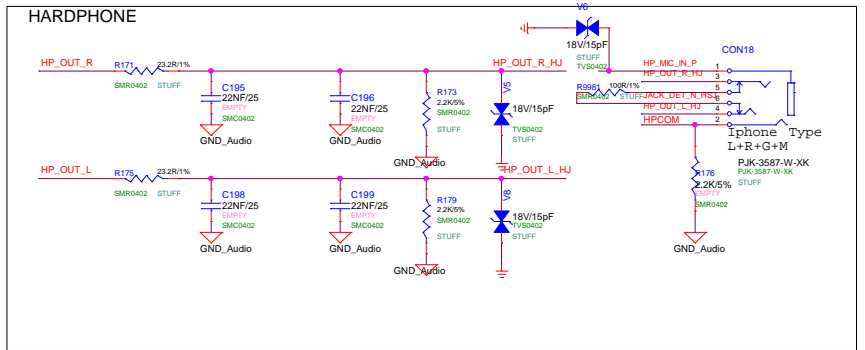 HARDPHONE
V6
18V/15pF
STUFF
TVS0402
CON18
HP_OUT_R
R171
23.2R/1%
SMR0402
STUFF
HP_OUT_R_HJ
HP_MIC_IN_P
1
HP_OUT_R_HJ
3
R9981
100R/1%
SMR0402
STUFF
JACK_DET_N_HSJ
5
6
HP_OUT_L_HJ
4
HPCOM
2
Iphone Type
L+R+G+M
PJK-3587-W-XK
PJK-3587-W-XK
STUFF
C195
22NF/25
EMPTY
SMC0402
GND_Audio
C196
22NF/25
EMPTY
SMC0402
GND_Audio
R173
2.2K/5%
SMR0402
STUFF
GND_Audio
V5
18V/15pF
TVS0402
STUFF
R176
2.2K/5%
EMPTY
SMR0402
GND_Audio
HP_OUT_L
R175
23.2R/1%
SMR0402
STUFF
HP_OUT_L_HJ
C198
22NF/25
EMPTY
SMC0402
GND_Audio
C199
22NF/25
EMPTY
SMC0402
GND_Audio
R179
2.2K/5%
SMR0402
STUFF
GND_Audio
V8
18V/15pF
TVS0402
STUFF